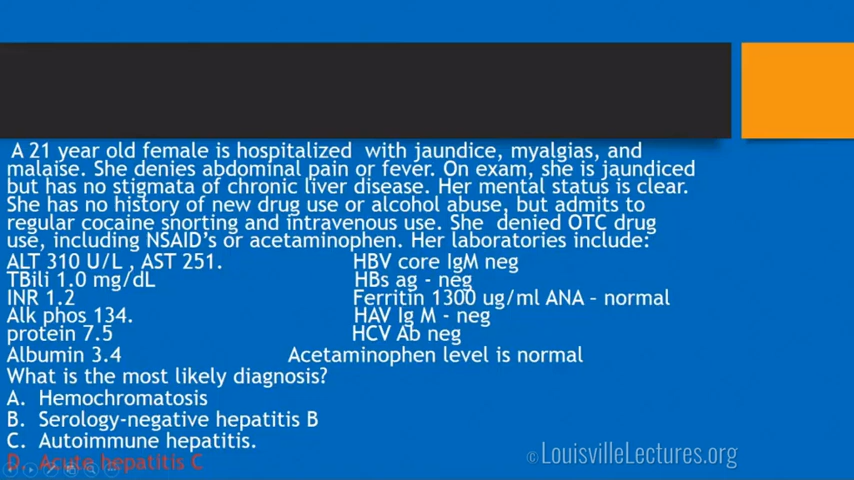 A 21 year old female is hospitalized with jaundice, myalgias, and
malaise. She denies abdominal pain or fever. On exam, she is jaundiced
but has no stigmata of chronic liver disease. Her mental status is clear.
She has no history of new drug use or alcohol abuse, but admits to
regular cocaine snorting and intravenous use. She denied OTC drug
use, including NSAID's or acetaminophen. Her laboratories include:
ALT 310 U/L , AST 251. HBV core IgM neg
TBili 1.0 mg/dL HBs ag - neg
INR 1.2 Ferritin 1300 ug/ml ANA – normal
Alk phos 134. HAV Ig M - neg
protein 7.5 HCV Ab neg
Albumin 3.4 Acetaminophen level is normal
What is the most likely diagnosis?
A. Hemochromatosis
B. Serology-negative hepatitis B
C. Autoimmune hepatitis.
D. Acute hepatitis C
© LouisvilleLectures.org